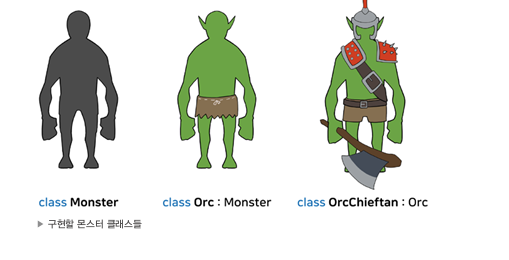 class Monster
class Orc : Monster
class OrcChieftan : Orc
▶ 구현할 몬스터 클래스들